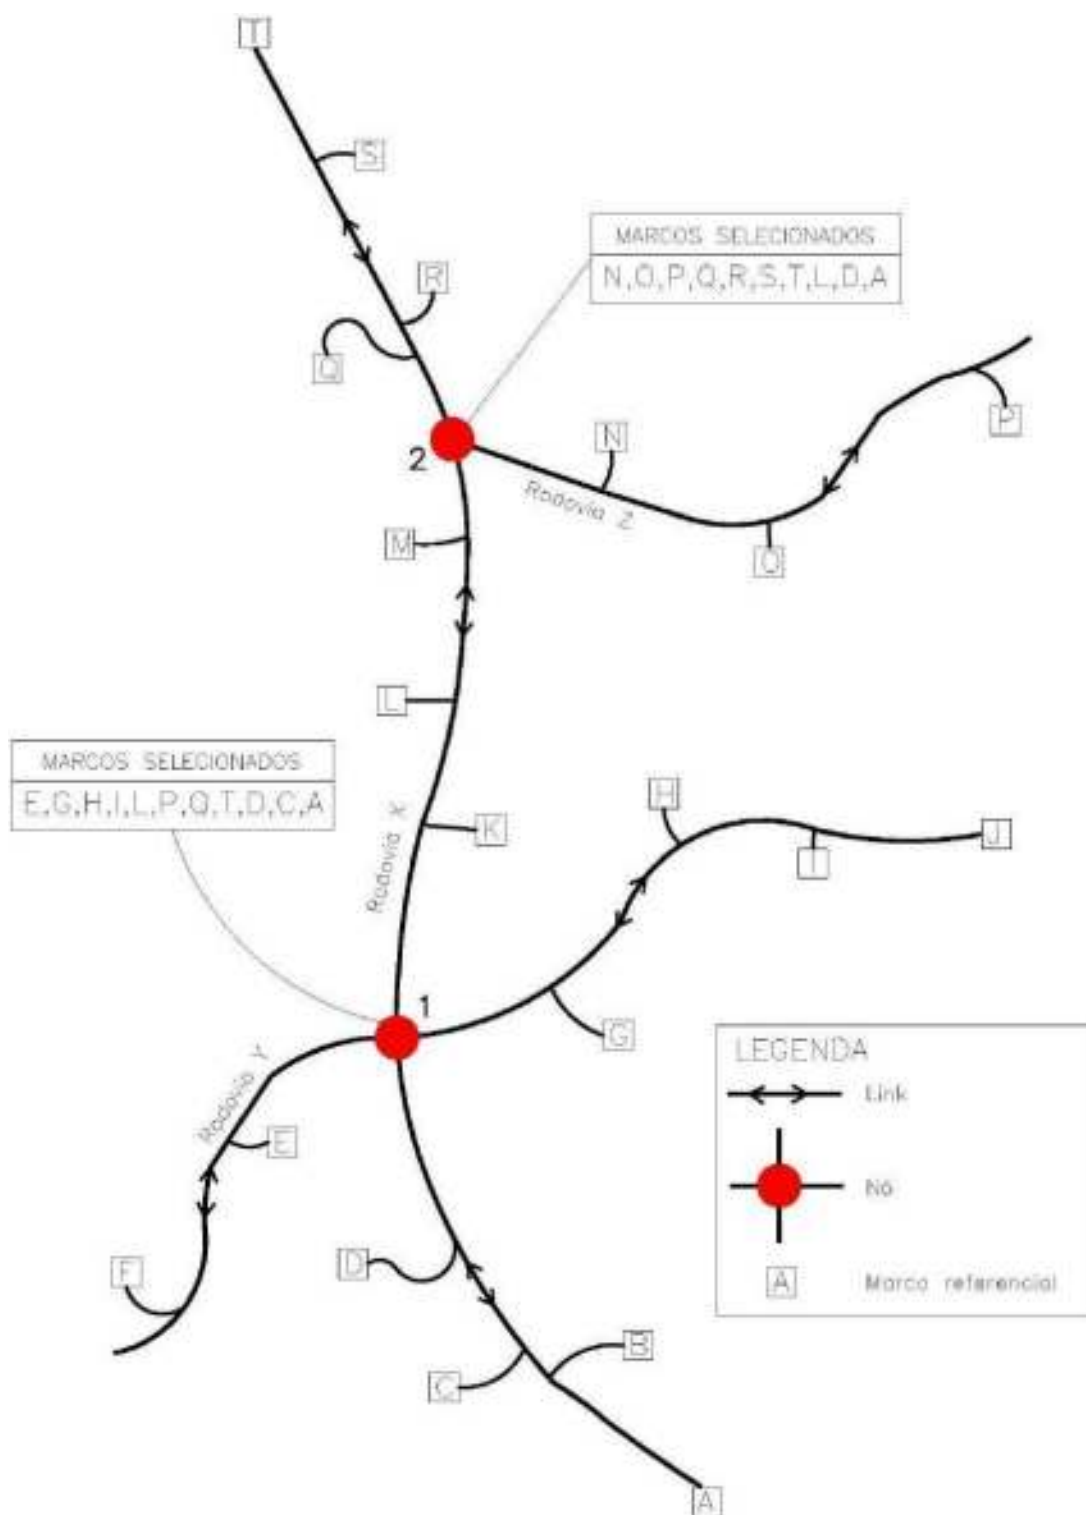 T
S
MARCOS SELECIONADOS
N,O,P,Q,R,S,T,L,D,A
R
Q
P
N
2
Rodovia Z
M
O
L
MARCOS SELECIONADOS
E,G,H,I,L,P,Q,T,D,C,A
H
J
K
I
Rodovia X
1
G
LEGENDA
Rodovia Y
Link
E
Nó
D
F
A
Marco referencial
B
C
A